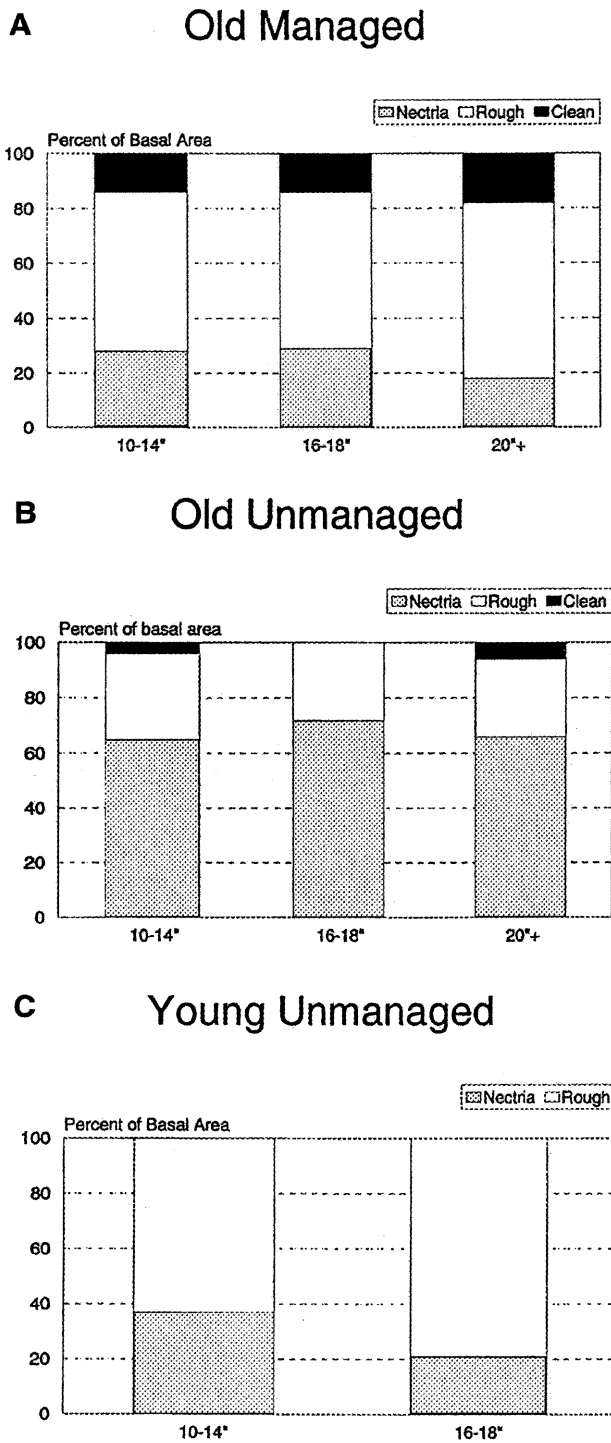 A Old Managed
Nectria Rough Clean
Percent of Basal Area
100
80
60
40
20
0
10-14" 16-18" 20"+
B Old Unmanaged
Nectria Rough Clean
Percent of basal area
100
80
60
40
20
0
10-14" 16-18" 20"+
C Young Unmanaged
Nectria Rough
Percent of Basal Area
100
80
60
40
20
0
10-14" 16-18"